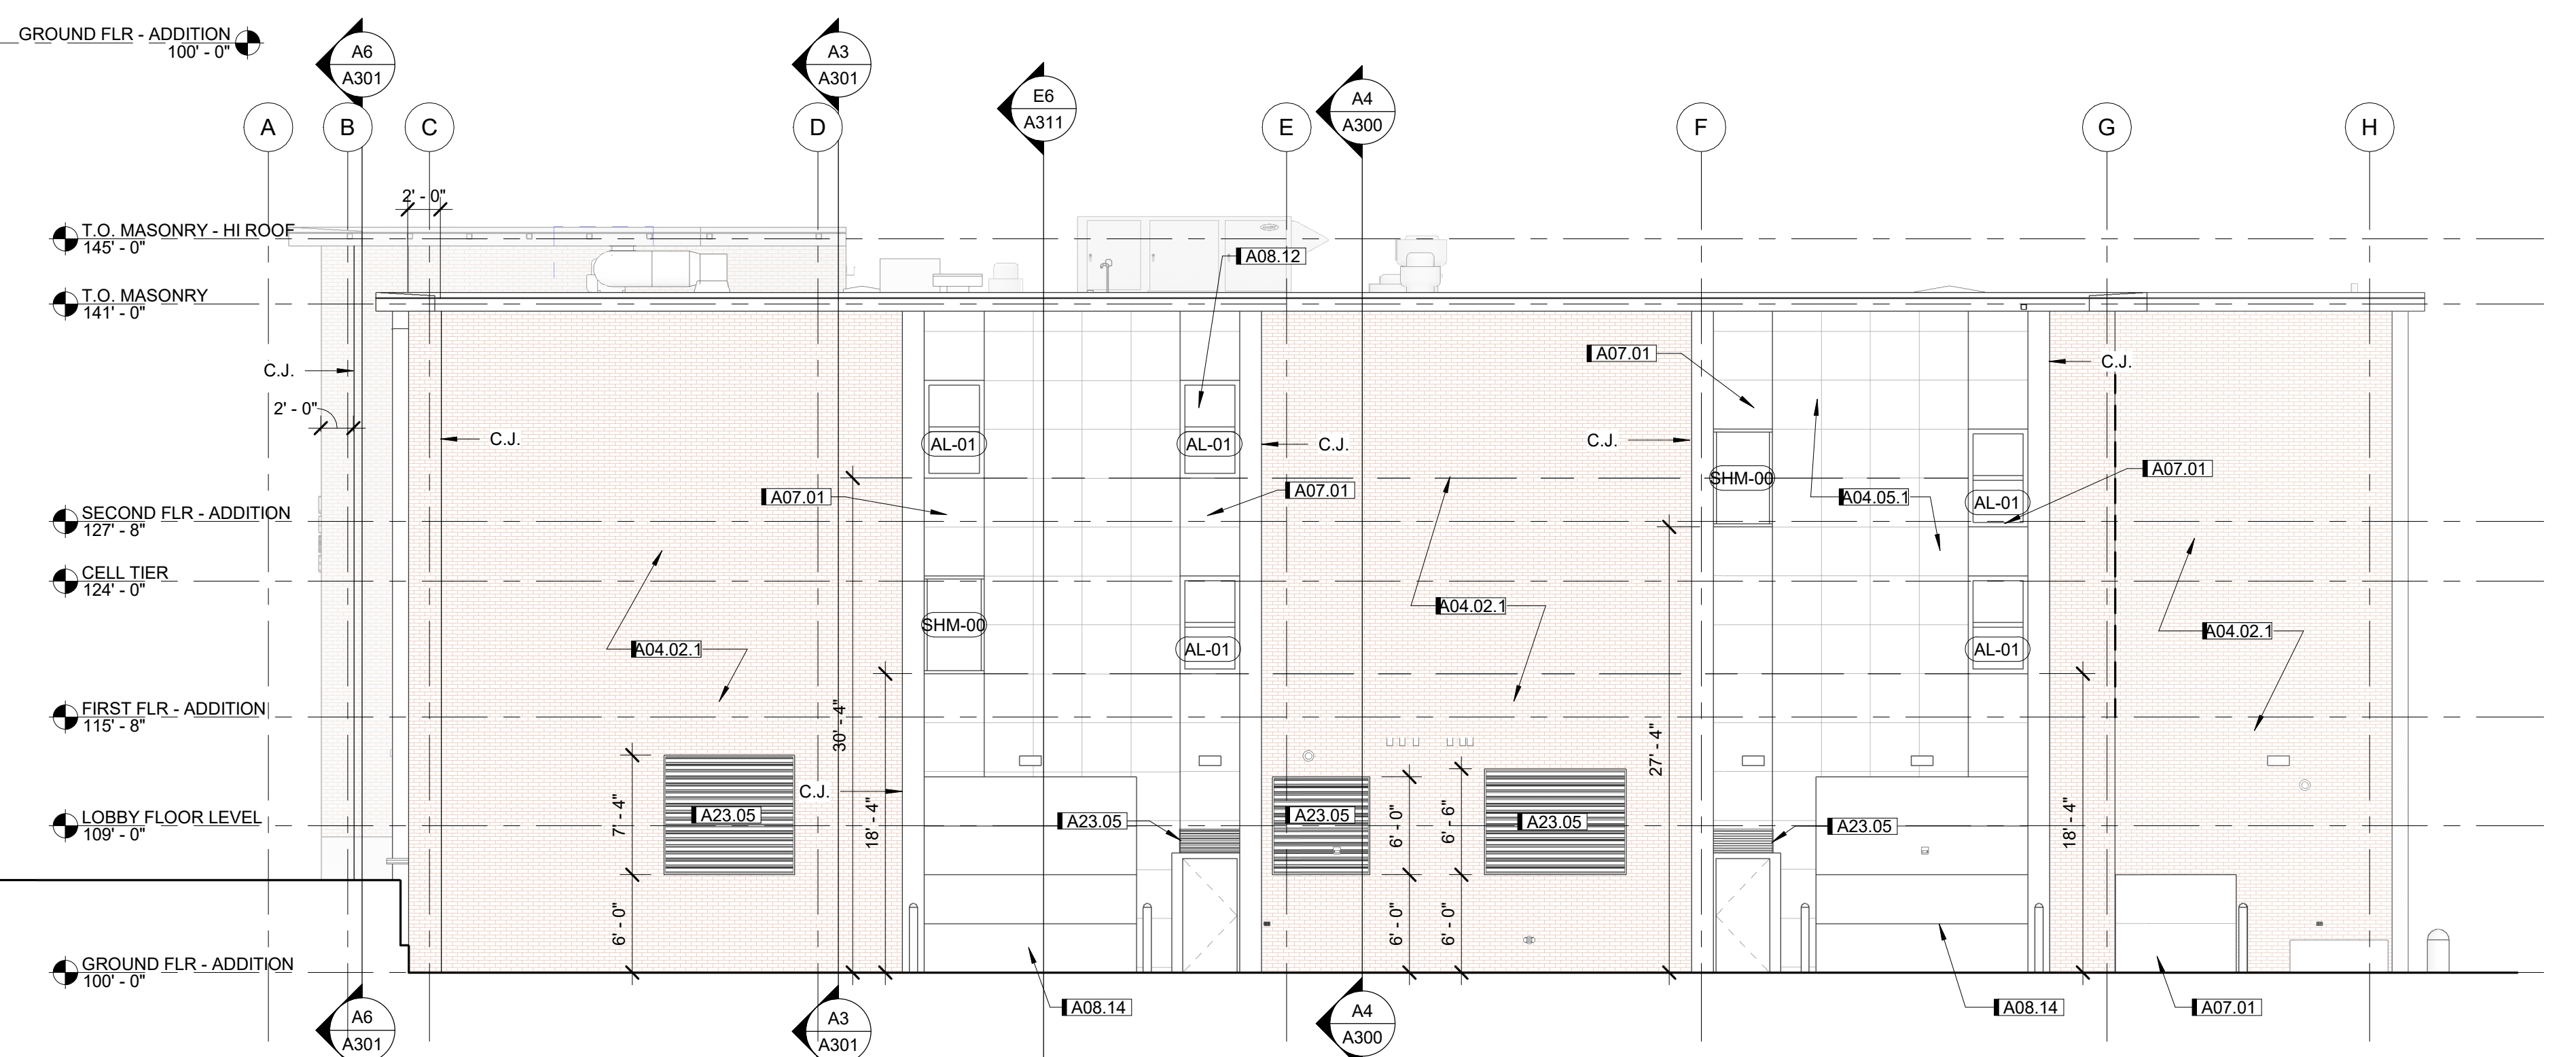 GROUND FLR - ADDITION
100' - 0"
A6
A301
A3
A301
E6
A311
A4
A300
A
B
C
D
E
F
G
H
2' - 0"
T.O. MASONRY - HI ROOF
145' - 0"
A08.12
T.O. MASONRY
141' - 0"
A07.01
C.J.
C.J.
2' - 0"
C.J.
AL-01
AL-01
C.J.
C.J.
SHM-00
A07.01
A07.01
A07.01
A04.05.1
AL-01
SECOND FLR - ADDITION
127' - 8"
CELL TIER
124' - 0"
A04.02.1
SHM-00
A04.02.1
AL-01
AL-01
A04.02.1
FIRST FLR - ADDITION
115' - 8"
30' - 4"
27' - 4"
C.J.
7' - 4"
A23.05
18' - 4"
A23.05
A23.05
6' - 0"
6' - 6"
A23.05
A23.05
18' - 4"
LOBBY FLOOR LEVEL
109' - 0"
6' - 0"
6' - 0"
6' - 0"
GROUND FLR - ADDITION
100' - 0"
A08.14
A08.14
A07.01
A6
A301
A3
A301
A4
A300